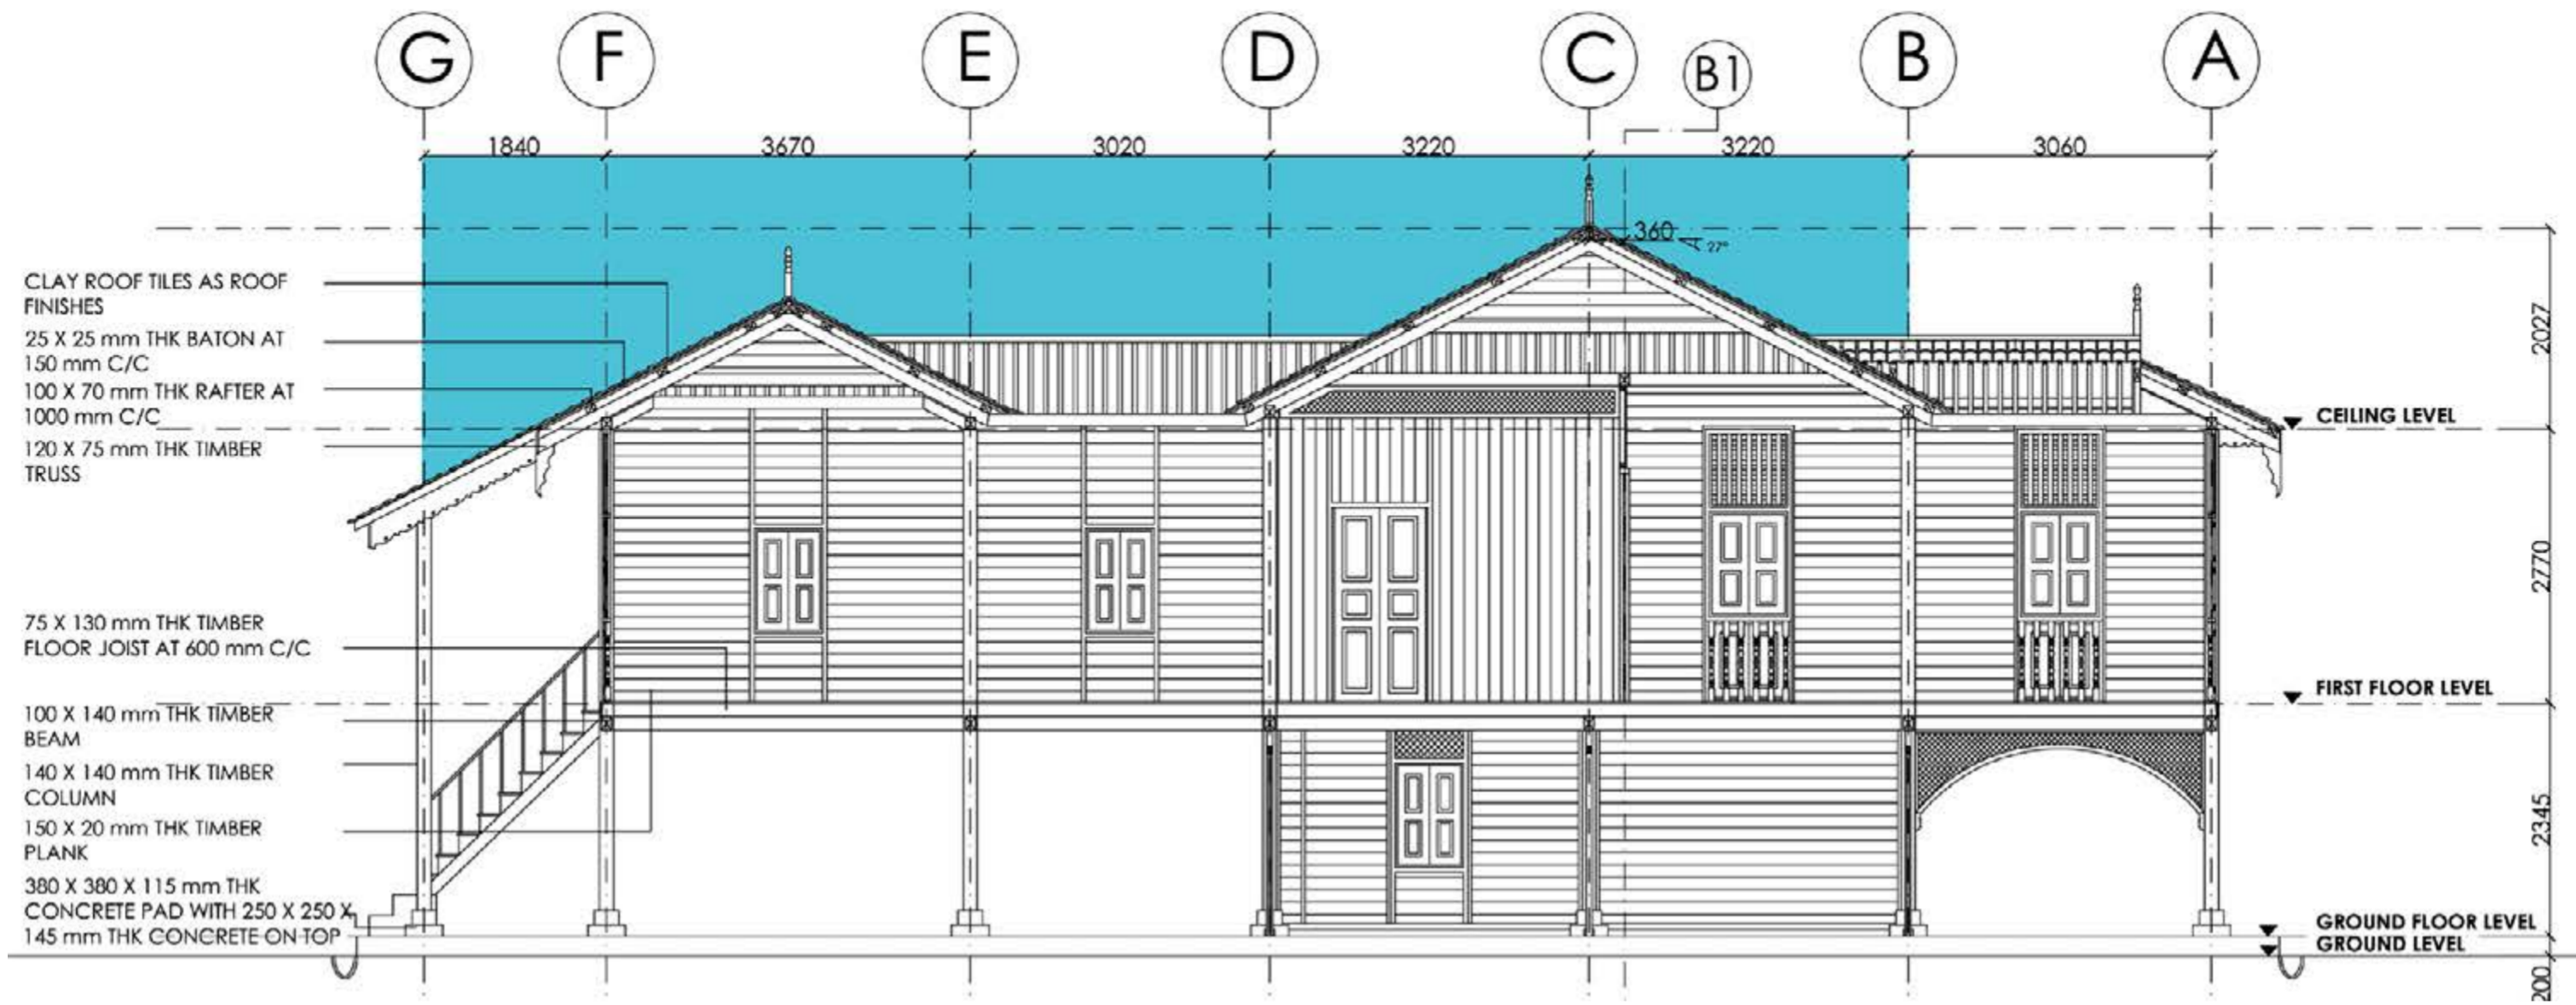 G F E D C B1 B A
1840 3670 3020 3220 3220 3060
360
27°
CLAY ROOF TILES AS ROOF
FINISHES
25 X 25 mm THK BATON AT
150 mm C/C
100 X 70 mm THK RAFTER AT
1000 mm C/C
120 X 75 mm THK TIMBER
TRUSS
75 X 130 mm THK TIMBER
FLOOR JOIST AT 600 mm C/C
100 X 140 mm THK TIMBER
BEAM
140 X 140 mm THK TIMBER
COLUMN
150 X 20 mm THK TIMBER
PLANK
380 X 380 X 115 mm THK
CONCRETE PAD WITH 250 X 250 X
145 mm THK CONCRETE ON TOP
CEILING LEVEL
FIRST FLOOR LEVEL
GROUND FLOOR LEVEL
GROUND LEVEL
2027
2770
2345
200